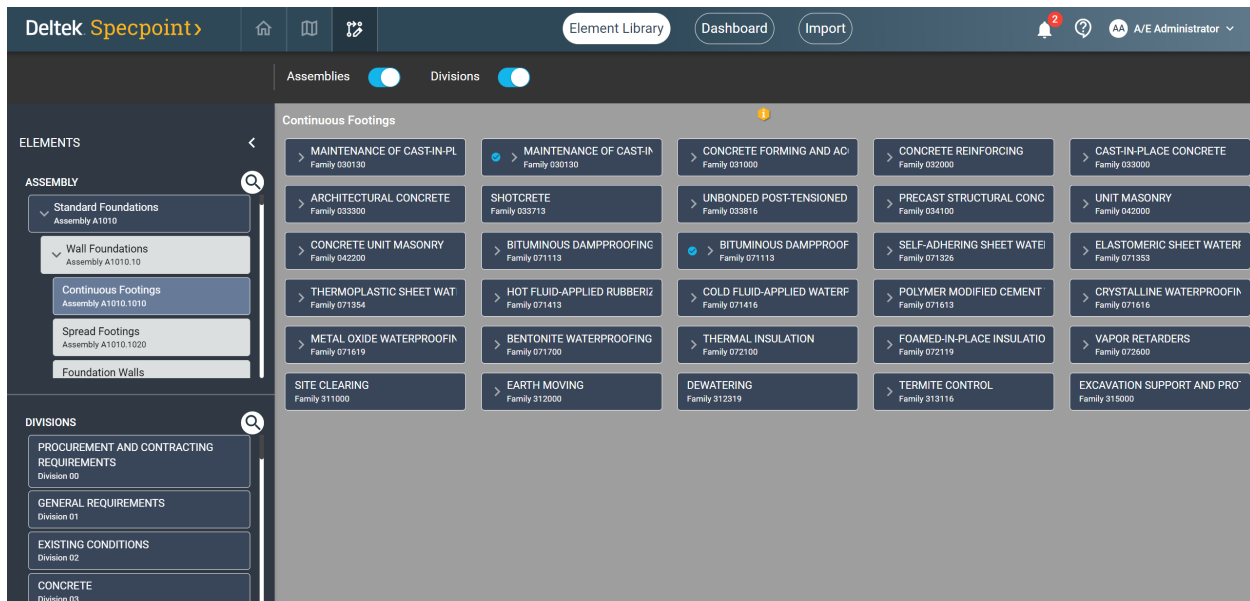 Deltek Specpoint
Element Library
Dashboard
Import
2
AA
A/E Administrator
Assemblies
Divisions
ELEMENTS
ASSEMBLY
Standard Foundations
Assembly A1010
Wall Foundations
Assembly A1010.10
Continuous Footings
Assembly A1010.1010
Spread Footings
Assembly A1010.1020
Foundation Walls
DIVISIONS
PROCUREMENT AND CONTRACTING
REQUIREMENTS
Division 00
GENERAL REQUIREMENTS
Division 01
EXISTING CONDITIONS
Division 02
CONCRETE
Division 03
Continuous Footings
MAINTENANCE OF CAST-IN-PL
Family 030130
MAINTENANCE OF CAST-IN
Family 030130
CONCRETE FORMING AND AC
Family 031000
CONCRETE REINFORCING
Family 032000
CAST-IN-PLACE CONCRETE
Family 033000
ARCHITECTURAL CONCRETE
Family 033300
SHOTCRETE
Family 033713
UNBONDED POST-TENSIONED
Family 033816
PRECAST STRUCTURAL CONC
Family 034100
UNIT MASONRY
Family 042000
CONCRETE UNIT MASONRY
Family 042200
BITUMINOUS DAMPPROOFING
Family 071113
BITUMINOUS DAMPPROOF
Family 071113
SELF-ADHERING SHEET WATE
Family 071326
ELASTOMERIC SHEET WATERF
Family 071353
THERMOPLASTIC SHEET WAT
Family 071354
HOT FLUID-APPLIED RUBBERIZ
Family 071413
COLD FLUID-APPLIED WATERP
Family 071416
POLYMER MODIFIED CEMENT
Family 071613
CRYSTALLINE WATERPROOFIN
Family 071616
METAL OXIDE WATERPROOFIN
Family 071619
BENTONITE WATERPROOFING
Family 071700
THERMAL INSULATION
Family 072100
FOAMED-IN-PLACE INSULATIO
Family 072119
VAPOR RETARDERS
Family 072600
SITE CLEARING
Family 311000
EARTH MOVING
Family 312000
DEWATERING
Family 312319
TERMITE CONTROL
Family 313116
EXCAVATION SUPPORT AND PRO
Family 315000